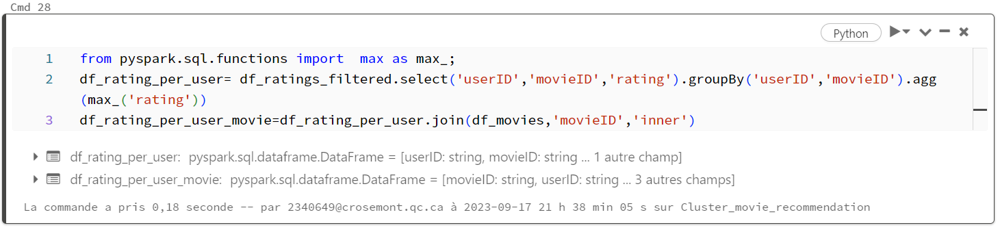 Cmd 28
Python
1 from pyspark.sql.functions import  max as max_;
2 df_rating_per_user= df_ratings_filtered.select('userID','movieID','rating').groupBy('userID','movieID').agg
(max_('rating'))
3 df_rating_per_user_movie=df_rating_per_user.join(df_movies,'movieID','inner')
df_rating_per_user: pyspark.sql.dataframe.DataFrame = [userID: string, movieID: string ... 1 autre champ]
df_rating_per_user_movie: pyspark.sql.dataframe.DataFrame = [movieID: string, userID: string ... 3 autres champs]
La commande a pris 0,18 seconde -- par 2340649@crosemont.qc.ca à 2023-09-17 21 h 38 min 05 s sur Cluster_movie_recommendation